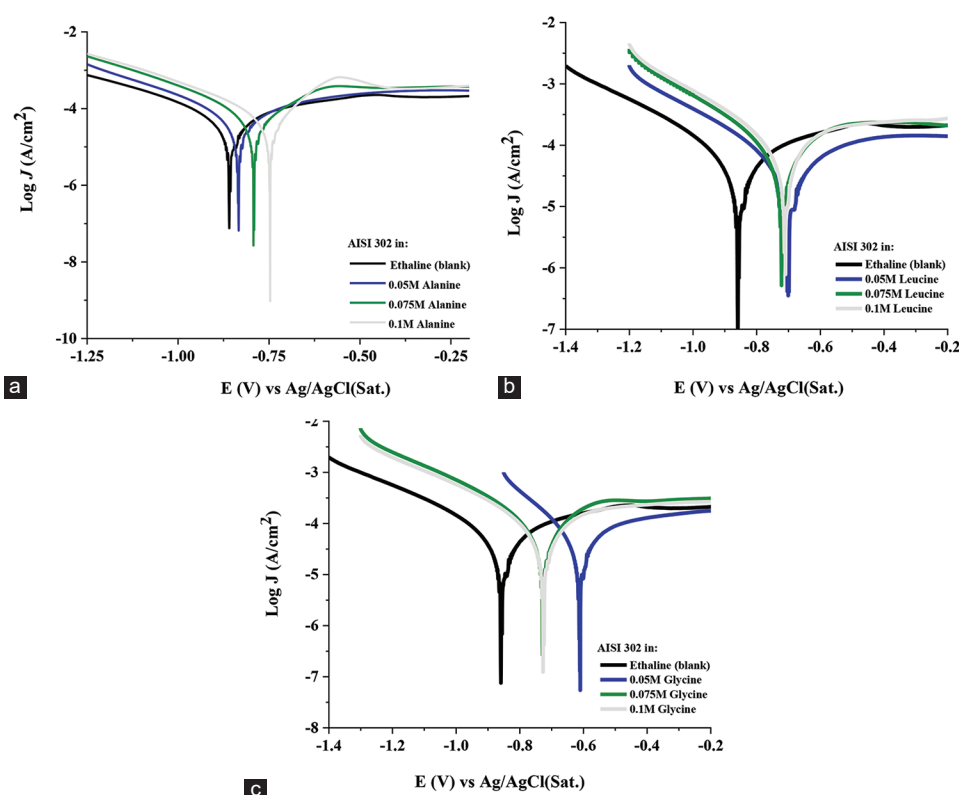 -2
-4
-6
-8
-10
Log J (A/cm2)
AISI 302 in:
Ethaline (blank)
0.05M Alanine
0.075M Alanine
0.1M Alanine
-1.25 -1.00 -0.75 -0.50 -0.25
E (V) vs Ag/AgCl(Sat.)
a
-2
-3
-4
-5
-6
-7
Log J (A/cm2)
AISI 302 in:
Ethaline (blank)
0.05M Leucine
0.075M Leucine
0.1M Leucine
-1.4 -1.2 -1.0 -0.8 -0.6 -0.4 -0.2
E (V) vs Ag/AgCl(Sat.)
b
-2
-3
-4
-5
-6
-7
-8
Log J (A/cm2)
AISI 302 in:
Ethaline (blank)
0.05M Glycine
0.075M Glycine
0.1M Glycine
-1.4 -1.2 -1.0 -0.8 -0.6 -0.4 -0.2
E (V) vs Ag/AgCl(Sat.)
c